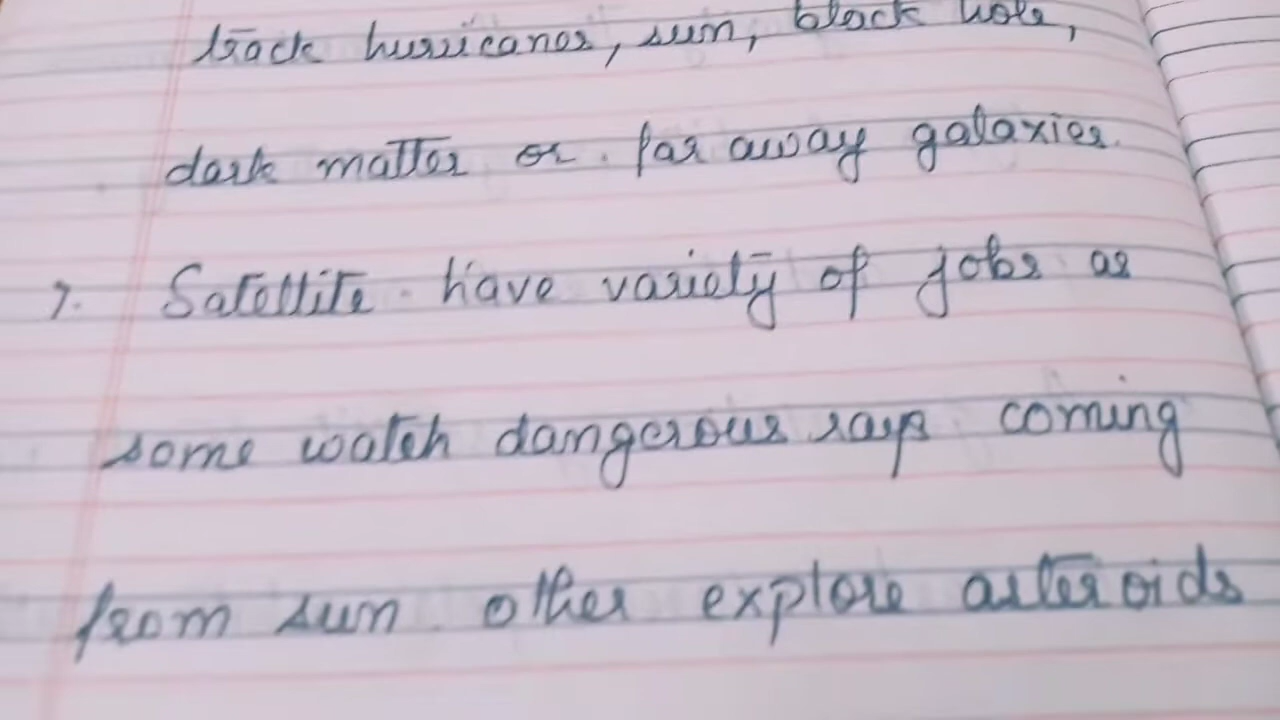 track hurricanes, sun, black hole,
dark matter or far away galaxies.
7. Satellite have variety of jobs as
some watch dangerous rays coming
from sun other explore asteroids